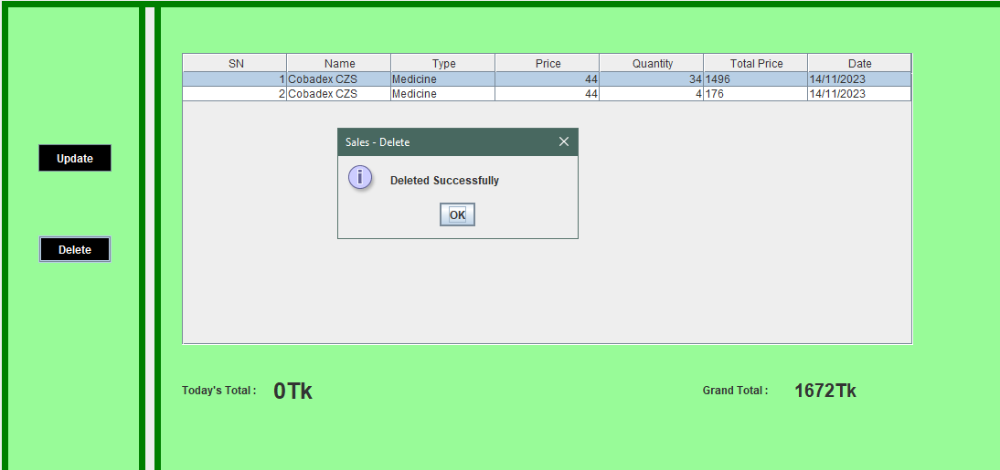 SN Name Type Price Quantity Total Price Date
1 Cobadex CZS Medicine 44 34 1496 14/11/2023
2 Cobadex CZS Medicine 44 4 176 14/11/2023
Sales - Delete
i Deleted Successfully
OK
Update
Delete
Today's Total : 0Tk Grand Total : 1672Tk